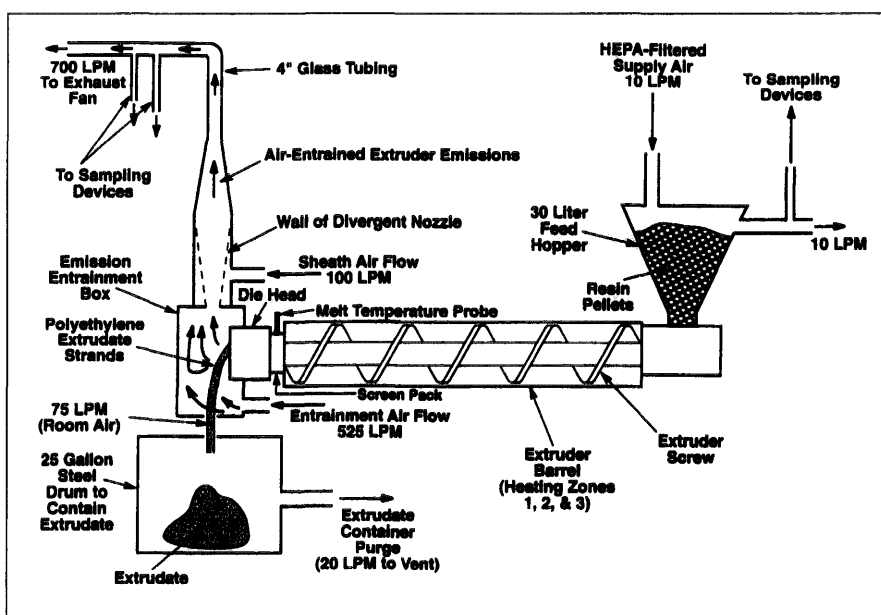 700 LPM
To Exhaust
Fan
4" Glass Tubing
HEPA-Filtered
Supply Air
10 LPM
To Sampling
Devices
To Sampling
Devices
Air-Entrained Extruder Emissions
Wall of Divergent Nozzle
30 Liter
Feed
Hopper
10 LPM
Resin
Pellets
Sheath Air Flow
100 LPM
Emission
Entrainment
Box
Die Head
Melt Temperature Probe
Polyethylene
Extrudate
Strands
Screen Pack
75 LPM
(Room Air)
Entrainment Air Flow
525 LPM
Extruder
Barrel
(Heating Zones
1, 2, & 3)
Extruder
Screw
25 Gallon
Steel
Drum to
Contain
Extrudate
Extrudate
Container
Purge
(20 LPM to Vent)
Extrudate